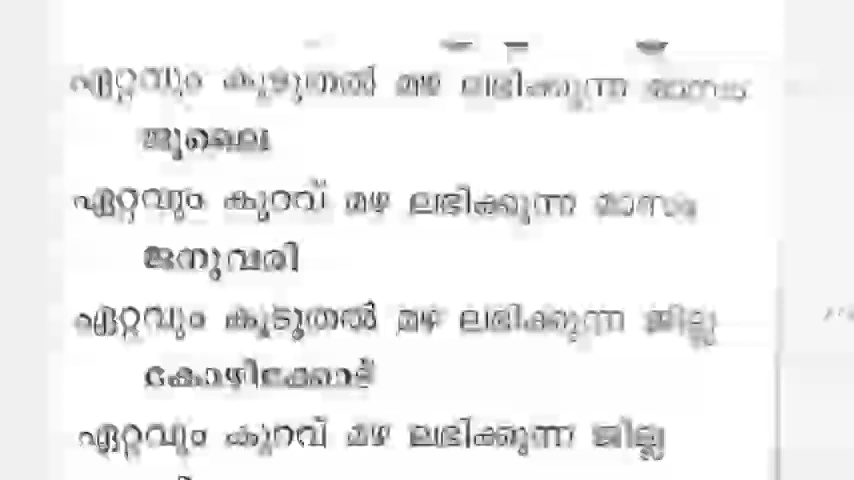 ഏറ്റവും കൂടുതൽ മഴ ലഭിക്കുന്ന മാസം
ജൂലൈ
ഏറ്റവും കുറവ് മഴ ലഭിക്കുന്ന മാസം
ജനുവരി
ഏറ്റവും കൂടുതൽ മഴ ലഭിക്കുന്ന ജില്ല
കോഴിക്കോട്
ഏറ്റവും കുറവ് മഴ ലഭിക്കുന്ന ജില്ല